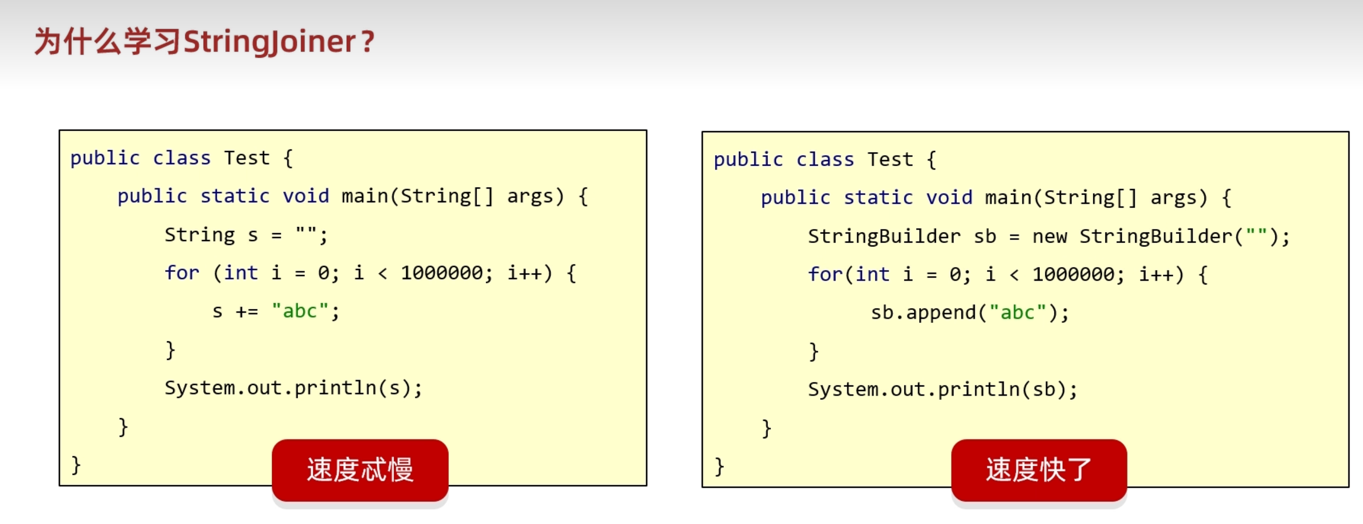 为什么学习StringJoiner？
public class Test {
    public static void main(String[] args) {
        String s = "";
        for (int i = 0; i < 1000000; i++) {
            s += "abc";
        }
        System.out.println(s);
    }
}
速度忒慢
public class Test {
    public static void main(String[] args) {
        StringBuilder sb = new StringBuilder("");
        for(int i = 0; i < 1000000; i++) {
             sb.append("abc");
        }
        System.out.println(sb);
    }
}
速度快了